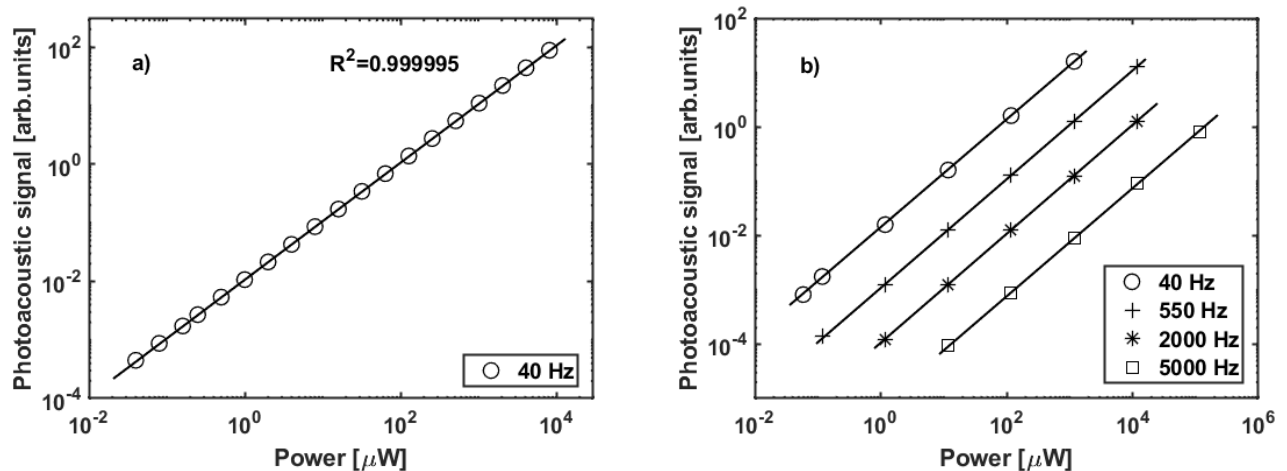 a)
R²=0.999995
Photoacoustic signal [arb.units]
10²
10⁰
10⁻²
10⁻⁴
40 Hz
10⁻²
10⁰
10²
10⁴
Power [μW]
b)
Photoacoustic signal [arb.units]
10²
10⁰
10⁻²
10⁻⁴
40 Hz
550 Hz
2000 Hz
5000 Hz
10⁻²
10⁰
10²
10⁴
10⁶
Power [μW]